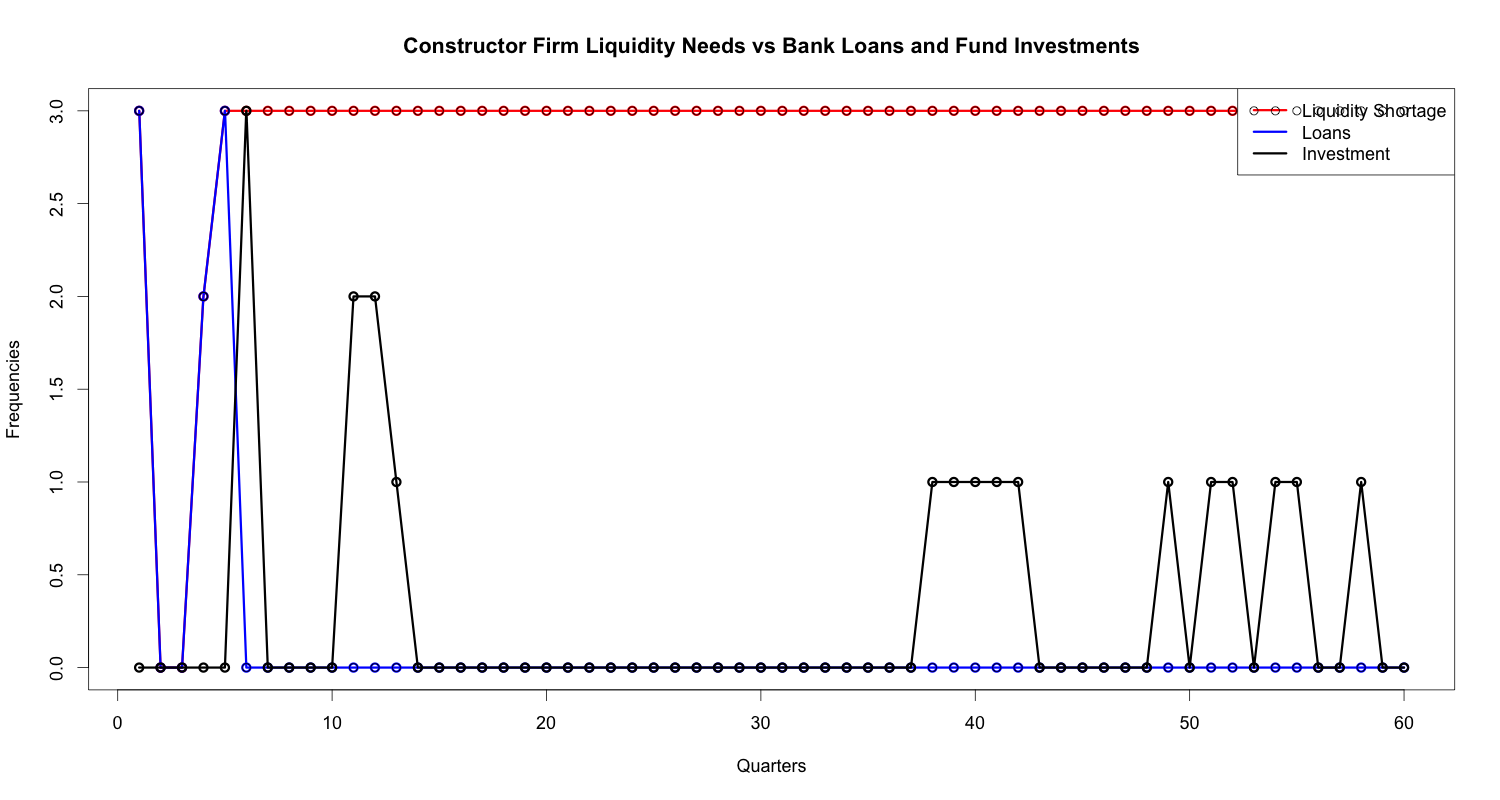 Constructor Firm Liquidity Needs vs Bank Loans and Fund Investments
3.0
2.5
2.0
1.5
1.0
0.5
0.0
Frequencies
Liquidity Shortage
Loans
Investment
0 10 20 30 40 50 60
Quarters